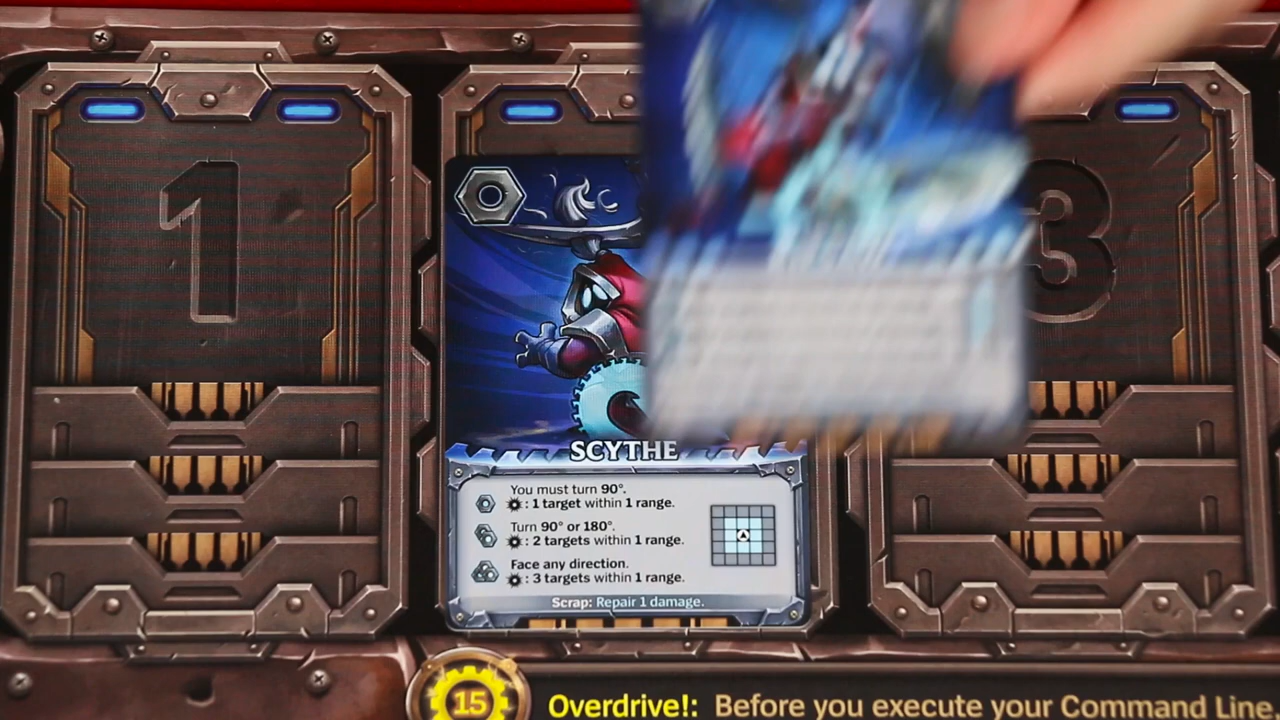 1
3
SCYTHE
You must turn 90°.
: 1 target within 1 range.
Turn 90° or 180°.
: 2 targets within 1 range.
Face any direction.
: 3 targets within 1 range.
Scrap: Repair 1 damage.
15
Overdrive!: Before you execute your Command Line,